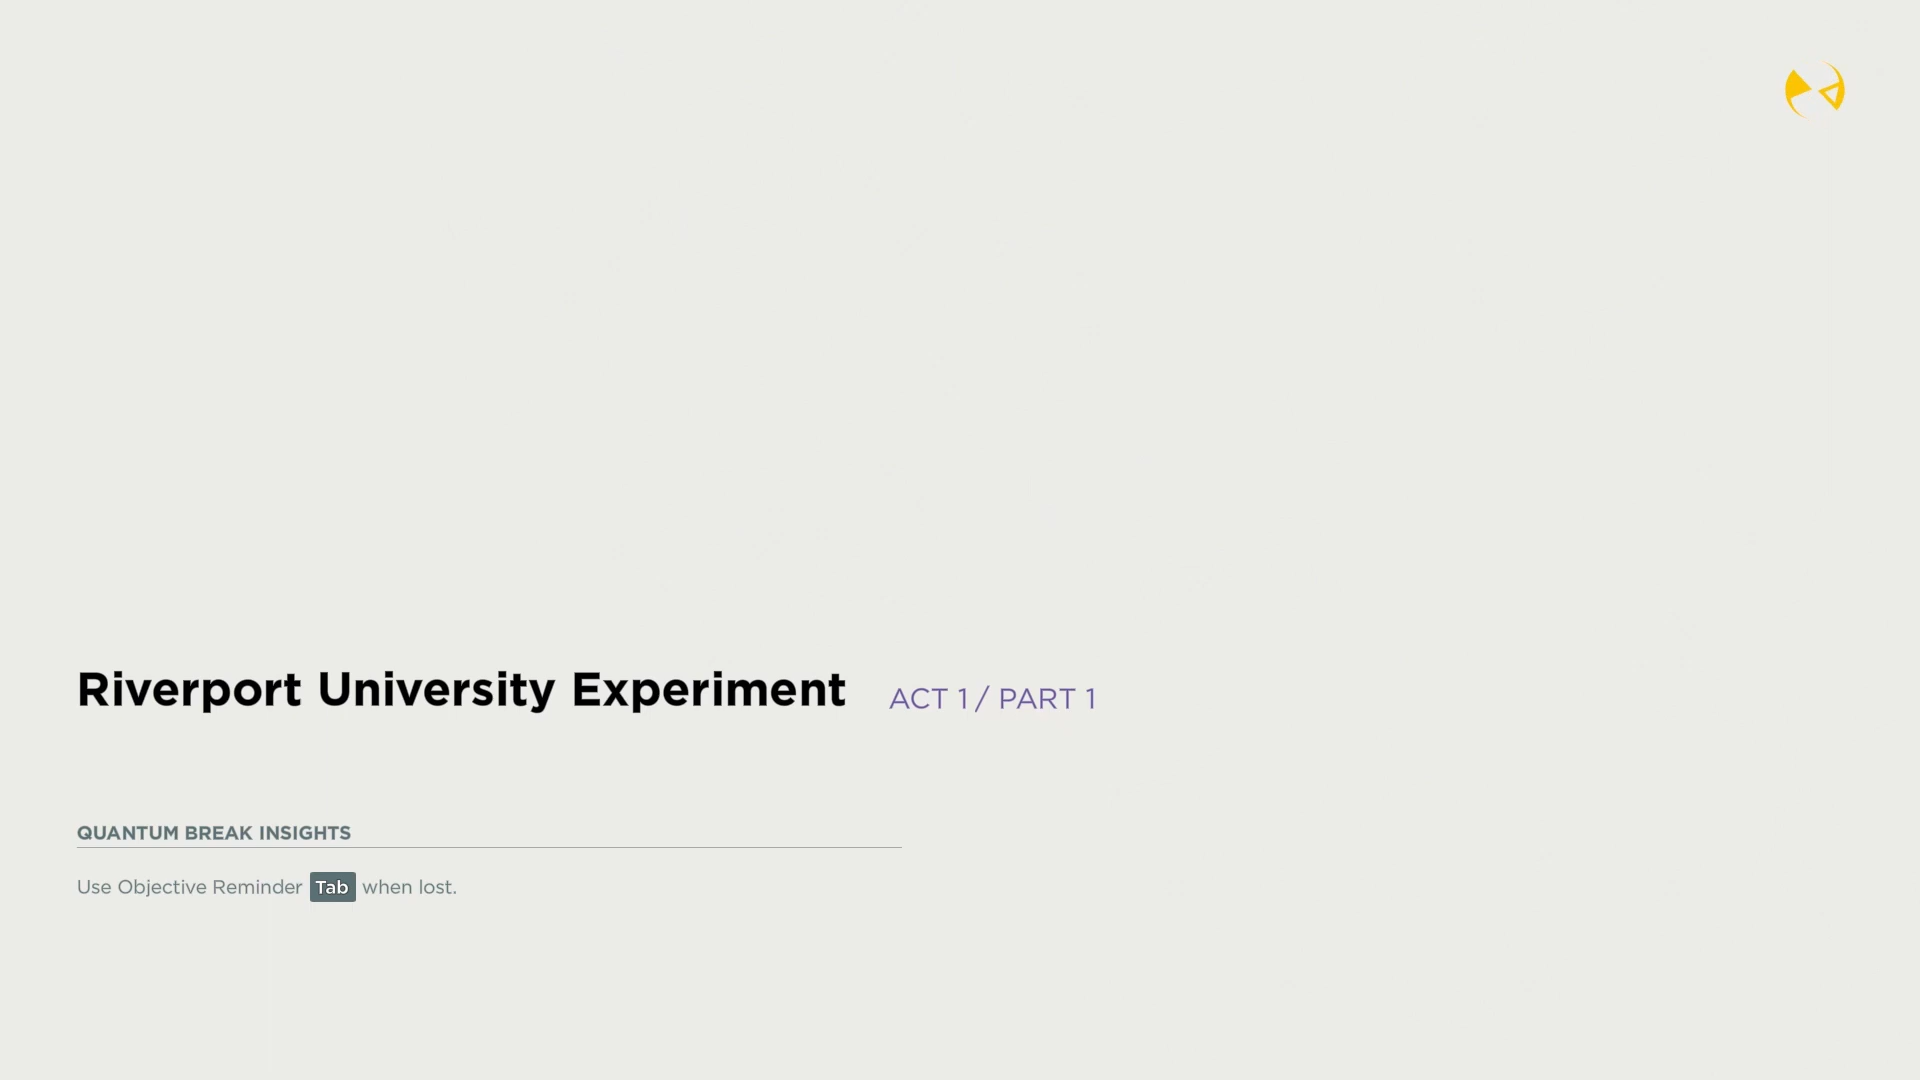 Riverport University Experiment ACT 1 / PART 1
QUANTUM BREAK INSIGHTS
Use Objective Reminder Tab when lost.